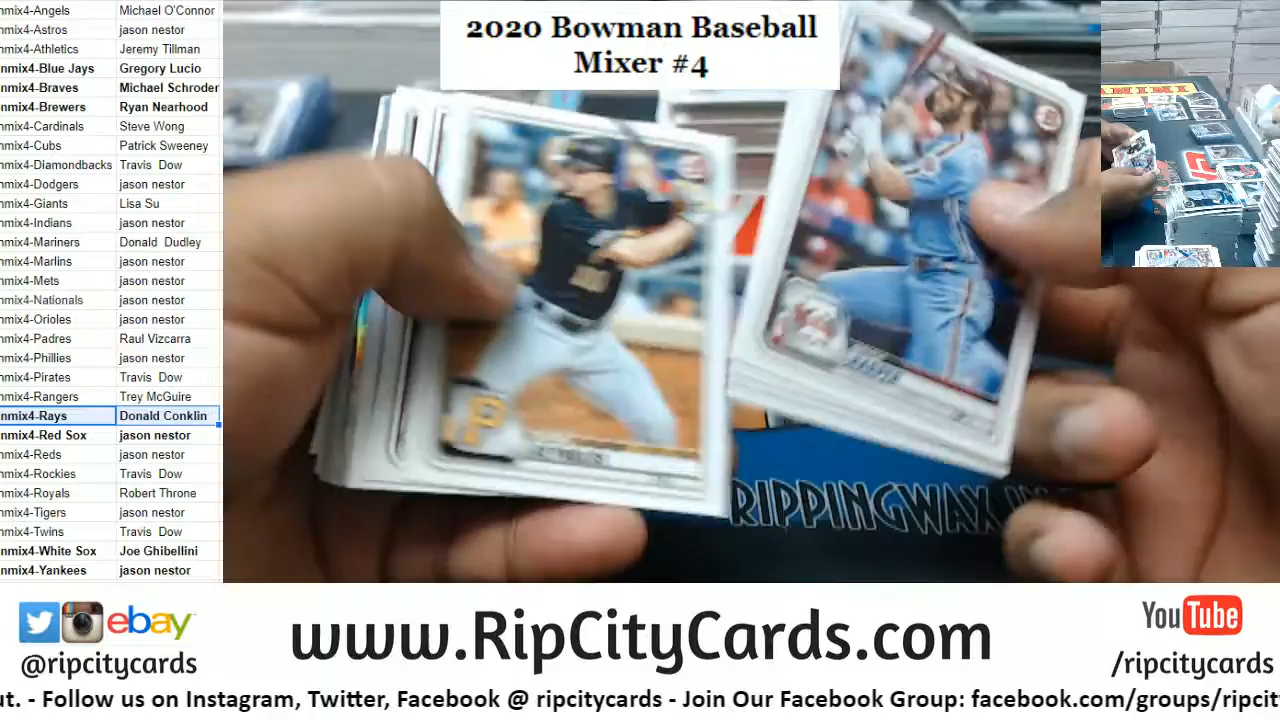 2020 Bowman Baseball
Mixer #4
nmix4-Angels Michael O'Connor
nmix4-Astros jason nestor
nmix4-Athletics Jeremy Tillman
nmix4-Blue Jays Gregory Lucio
nmix4-Braves Michael Schroder
nmix4-Brewers Ryan Nearhood
nmix4-Cardinals Steve Wong
nmix4-Cubs Patrick Sweeney
nmix4-Diamondbacks Travis Dow
nmix4-Dodgers jason nestor
nmix4-Giants Lisa Su
nmix4-Indians jason nestor
nmix4-Mariners Donald Dudley
nmix4-Marlins jason nestor
nmix4-Mets jason nestor
nmix4-Nationals jason nestor
nmix4-Orioles jason nestor
nmix4-Padres Raul Vizcarra
nmix4-Phillies jason nestor
nmix4-Pirates Travis Dow
nmix4-Rangers Trey McGuire
nmix4-Rays Donald Conklin
nmix4-Red Sox jason nestor
nmix4-Reds jason nestor
nmix4-Rockies Travis Dow
nmix4-Royals Robert Throne
nmix4-Tigers jason nestor
nmix4-Twins Travis Dow
nmix4-White Sox Joe Ghibellini
nmix4-Yankees jason nestor
P
RIPPINGWAX
ebay
@ripcitycards
www.RipCityCards.com
YouTube
/ripcitycards
ut. - Follow us on Instagram, Twitter, Facebook @ ripcitycards - Join Our Facebook Group: facebook.com/groups/ripcit